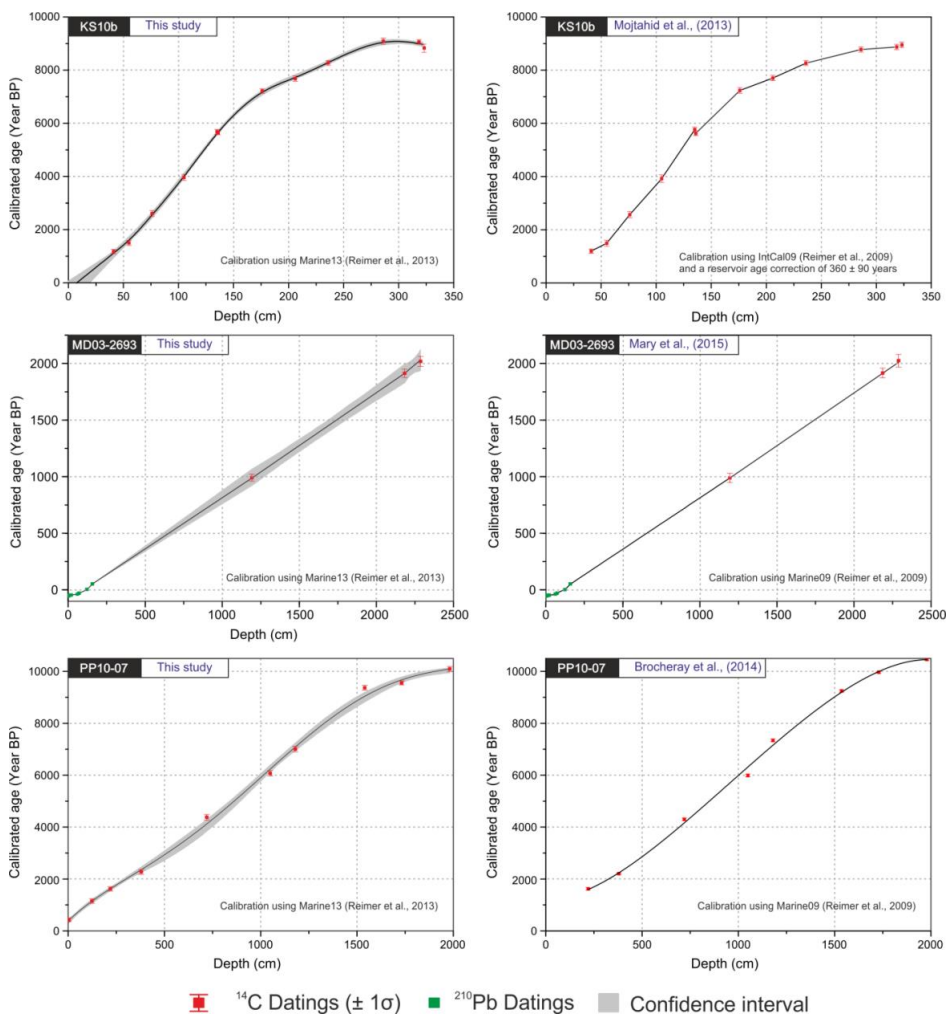 KS10b This study
Calibrated age (Year BP)
10000
8000
6000
4000
2000
0
Calibration using Marine13 (Reimer et al., 2013)
0 50 100 150 200 250 300 350
Depth (cm)
KS10b Mojtahid et al., (2013)
Calibrated age (Year BP)
10000
8000
6000
4000
2000
0
Calibration using IntCal09 (Reimer et al., 2009)
and a reservoir age correction of 360 ± 90 years
0 50 100 150 200 250 300 350
Depth (cm)
MD03-2693 This study
Calibrated age (Year BP)
2000
1500
1000
500
0
Calibration using Marine13 (Reimer et al., 2013)
0 500 1000 1500 2000 2500
Depth (cm)
MD03-2693 Mary et al., (2015)
Calibrated age (Year BP)
2000
1500
1000
500
0
Calibration using Marine09 (Reimer et al., 2009)
0 500 1000 1500 2000 2500
Depth (cm)
PP10-07 This study
Calibrated age (Year BP)
10000
8000
6000
4000
2000
0
Calibration using Marine13 (Reimer et al., 2013)
0 500 1000 1500 2000
Depth (cm)
PP10-07 Brocheray et al., (2014)
Calibrated age (Year BP)
10000
8000
6000
4000
2000
0
Calibration using Marine09 (Reimer et al., 2009)
500 1000 1500 2000
Depth (cm)
¹⁴C Datings (± 1σ) ²¹⁰Pb Datings Confidence interval